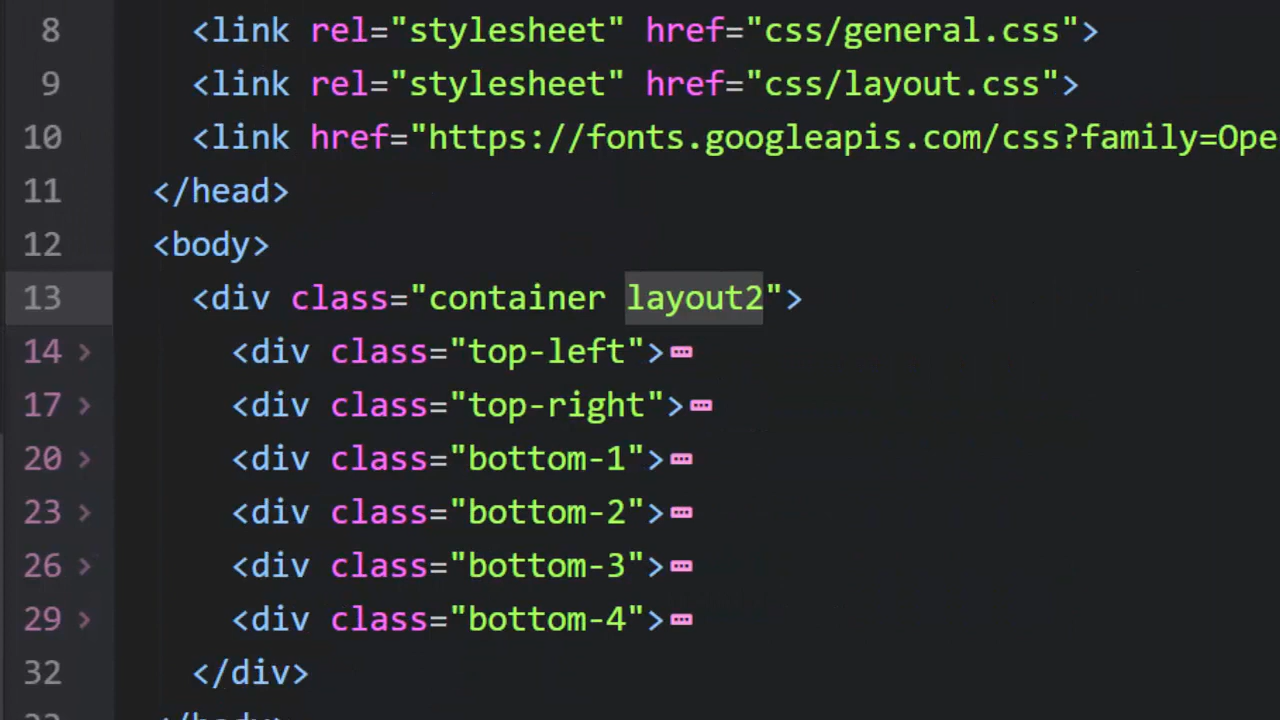 8 <link rel="stylesheet" href="css/general.css">
9 <link rel="stylesheet" href="css/layout.css">
10 <link href="https://fonts.googleapis.com/css?family=Ope
11 </head>
12 <body>
13 <div class="container layout2">
14 > <div class="top-left">
17 > <div class="top-right">
20 > <div class="bottom-1">
23 > <div class="bottom-2">
26 > <div class="bottom-3">
29 > <div class="bottom-4">
32 </div>
33 </body>